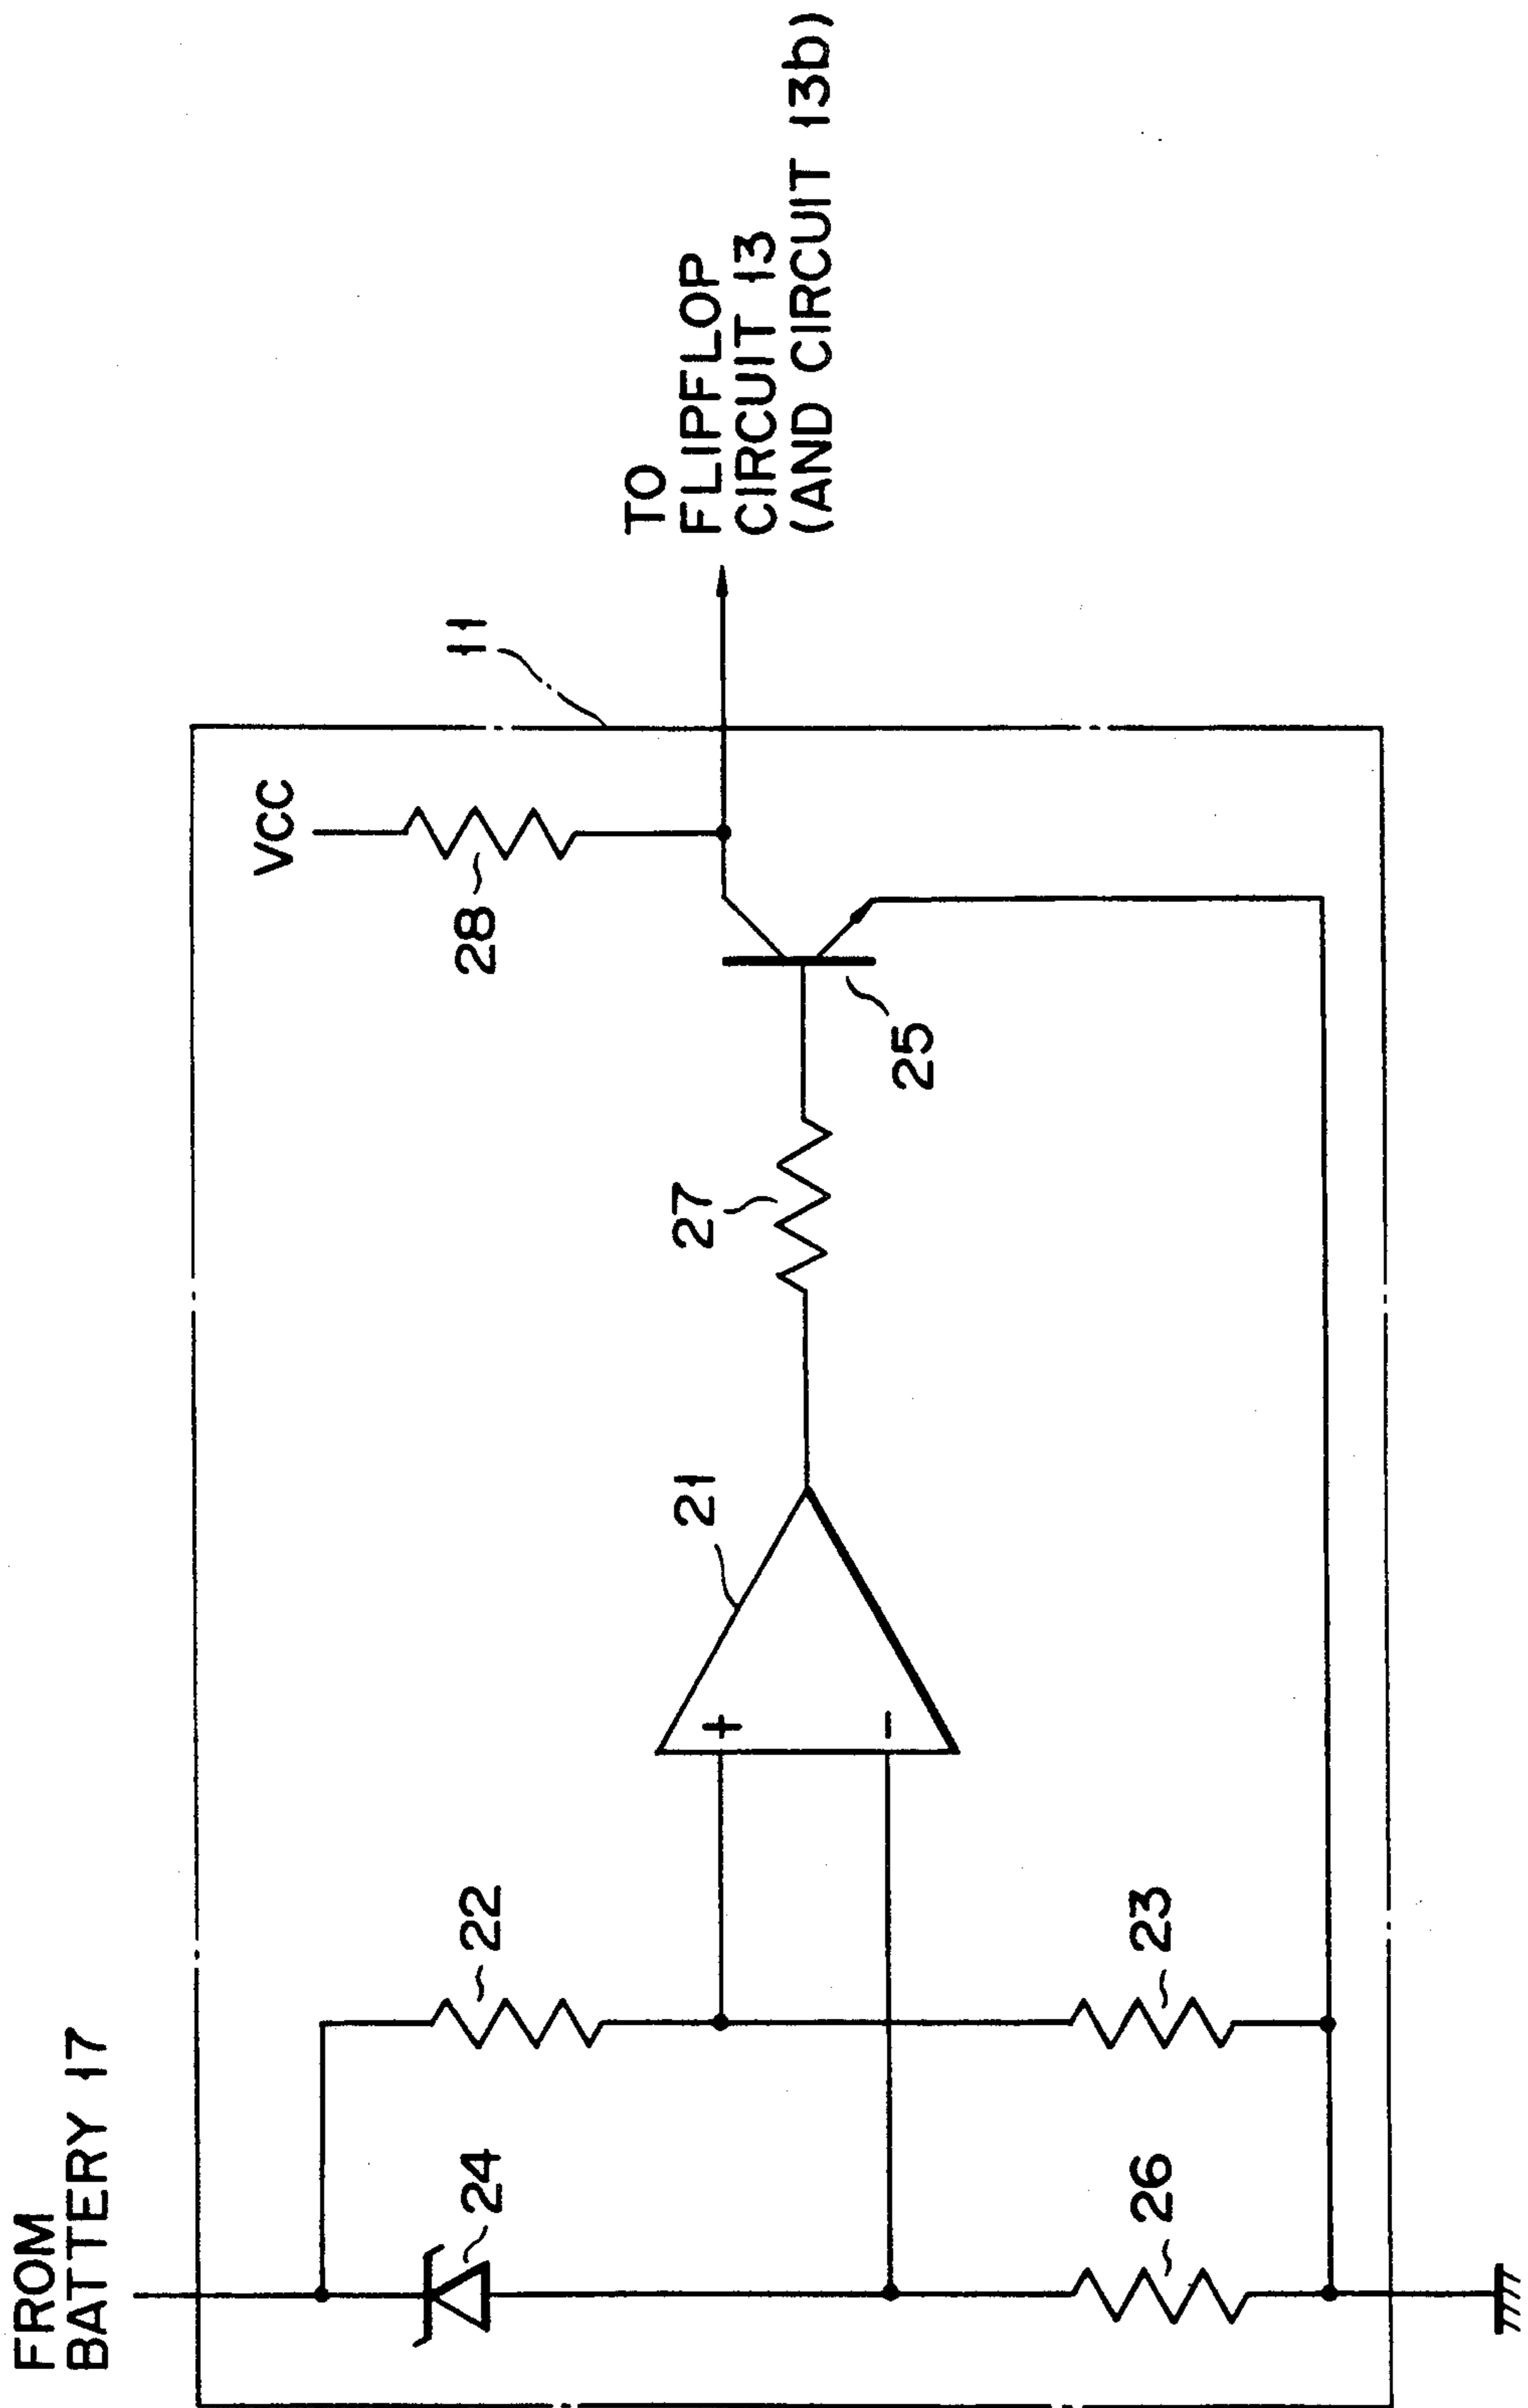 FROM
BATTERY 17
24
22
26
23
21
+
-
27
25
VCC
28
11
TO
FLIPFLOP
CIRCUIT 13
(AND CIRCUIT 13b)